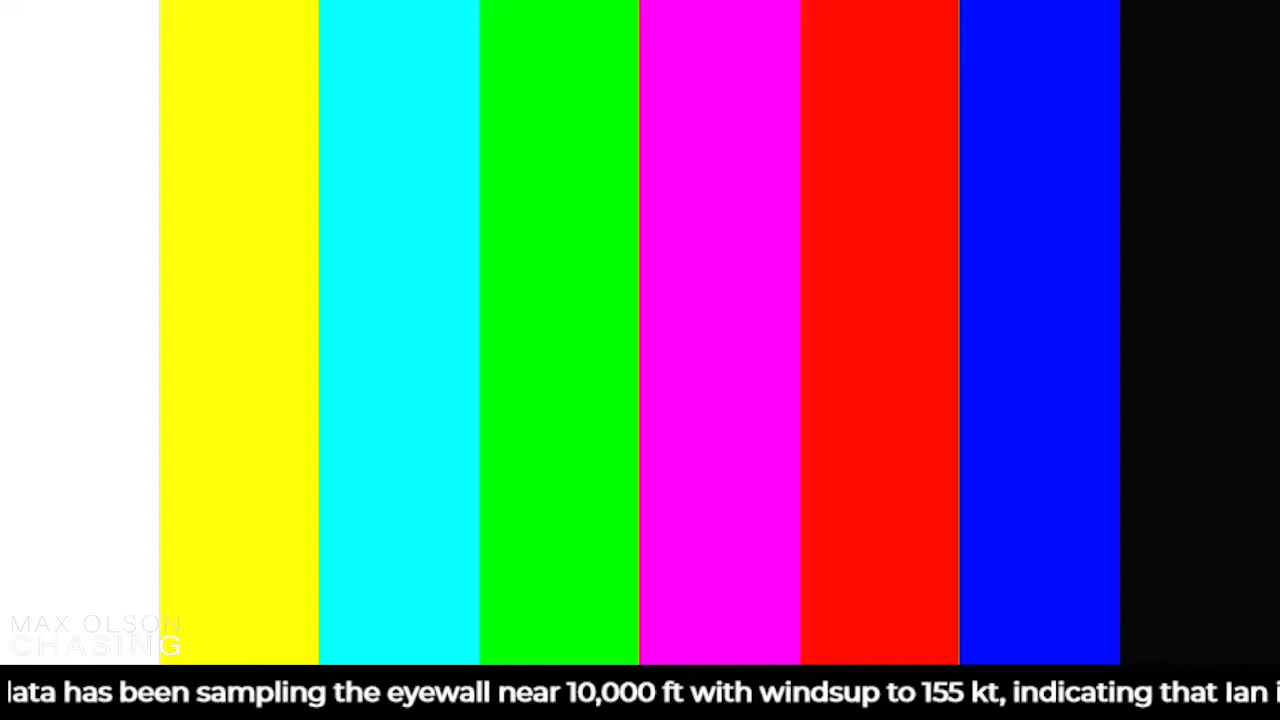 MAX OLSON
CHASING
data has been sampling the eyewall near 10,000 ft with windsup to 155 kt, indicating that Ian i